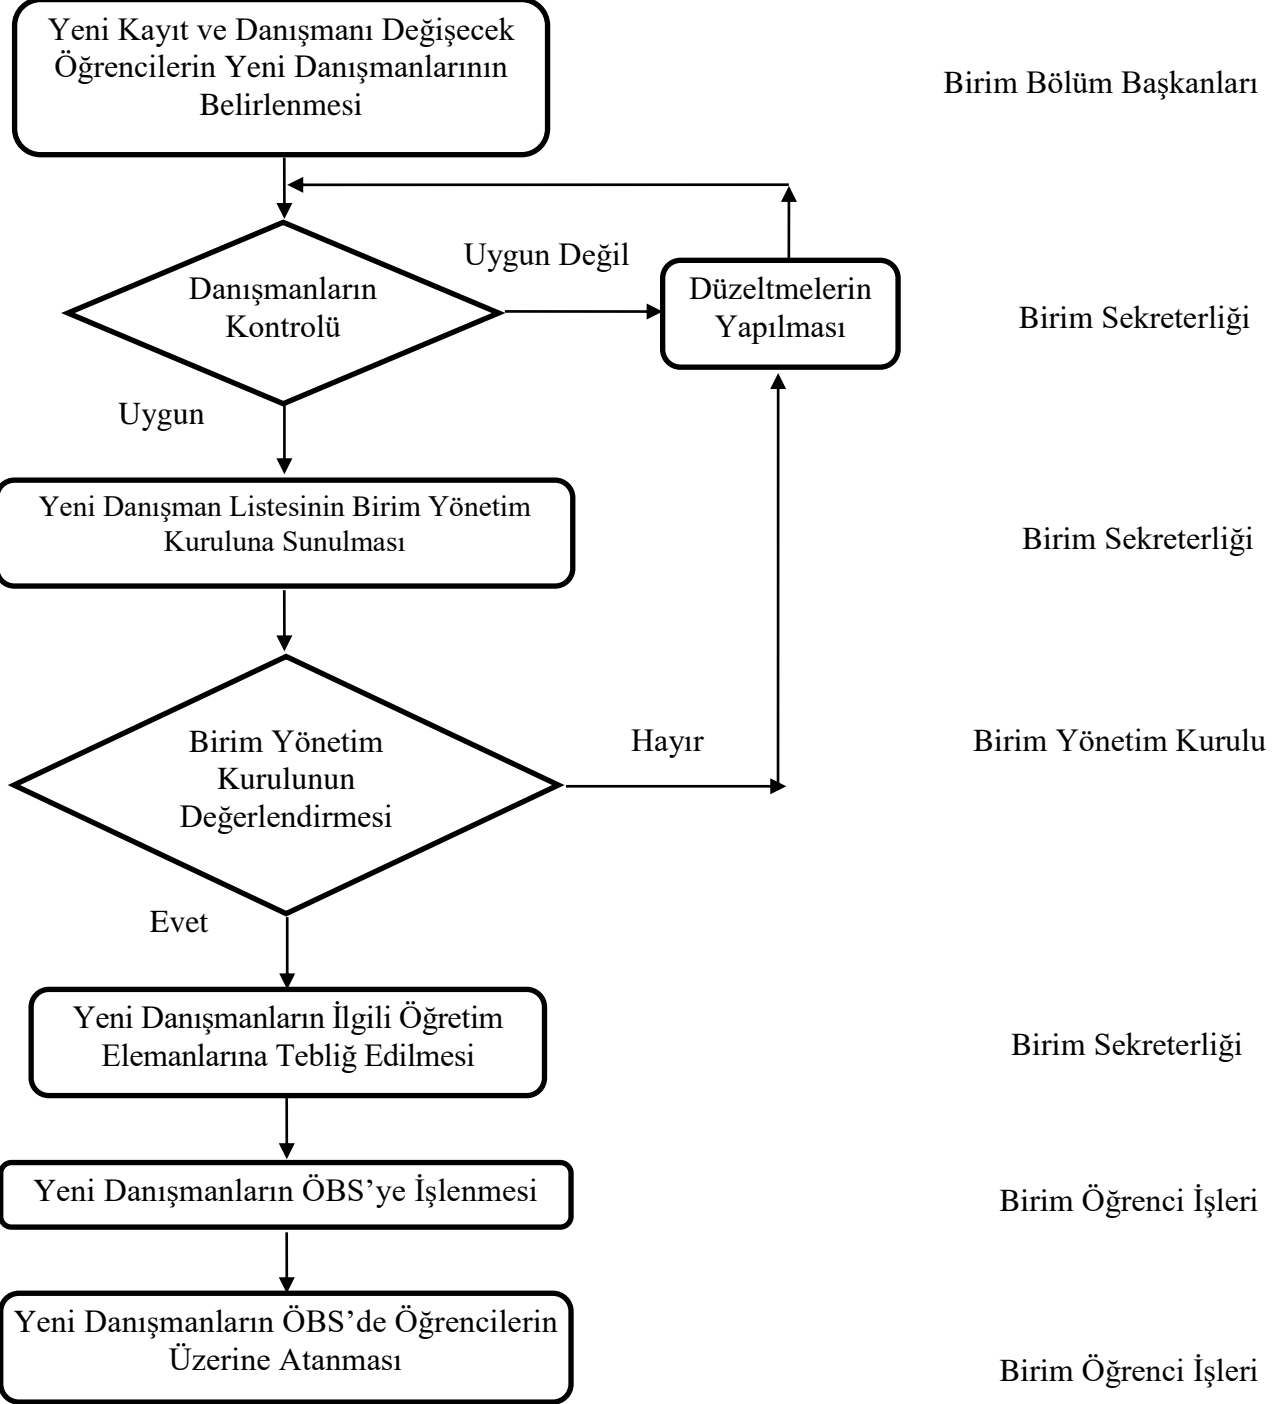 Yeni Kayıt ve Danışmanı Değişecek
Öğrencilerin Yeni Danışmanlarının
Belirlenmesi
Birim Bölüm Başkanları
Uygun Değil
Danışmanların
Kontrolü
Düzeltmelerin
Yapılması
Birim Sekreterliği
Uygun
Yeni Danışman Listesinin Birim Yönetim
Kuruluna Sunulması
Birim Sekreterliği
Birim Yönetim
Kurulunun
Değerlendirmesi
Hayır
Birim Yönetim Kurulu
Evet
Yeni Danışmanların İlgili Öğretim
Elemanlarına Tebliğ Edilmesi
Birim Sekreterliği
Yeni Danışmanların ÖBS’ye İşlenmesi
Birim Öğrenci İşleri
Yeni Danışmanların ÖBS’de Öğrencilerin
Üzerine Atanması
Birim Öğrenci İşleri